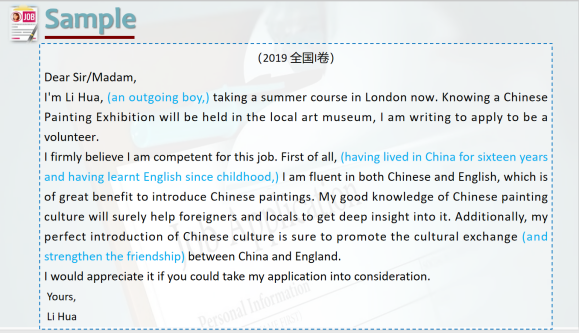 JOB
Sample
(2019 全国I卷)
Dear Sir/Madam,
I'm Li Hua, (an outgoing boy,) taking a summer course in London now. Knowing a Chinese
Painting Exhibition will be held in the local art museum, I am writing to apply to be a
volunteer.
I firmly believe I am competent for this job. First of all, (having lived in China for sixteen years
and having learnt English since childhood,) I am fluent in both Chinese and English, which is
of great benefit to introduce Chinese paintings. My good knowledge of Chinese painting
culture will surely help foreigners and locals to get deep insight into it. Additionally, my
perfect introduction of Chinese culture is sure to promote the cultural exchange (and
strengthen the friendship) between China and England.
I would appreciate it if you could take my application into consideration.
Yours,
Li Hua
Job Application
Personal Information